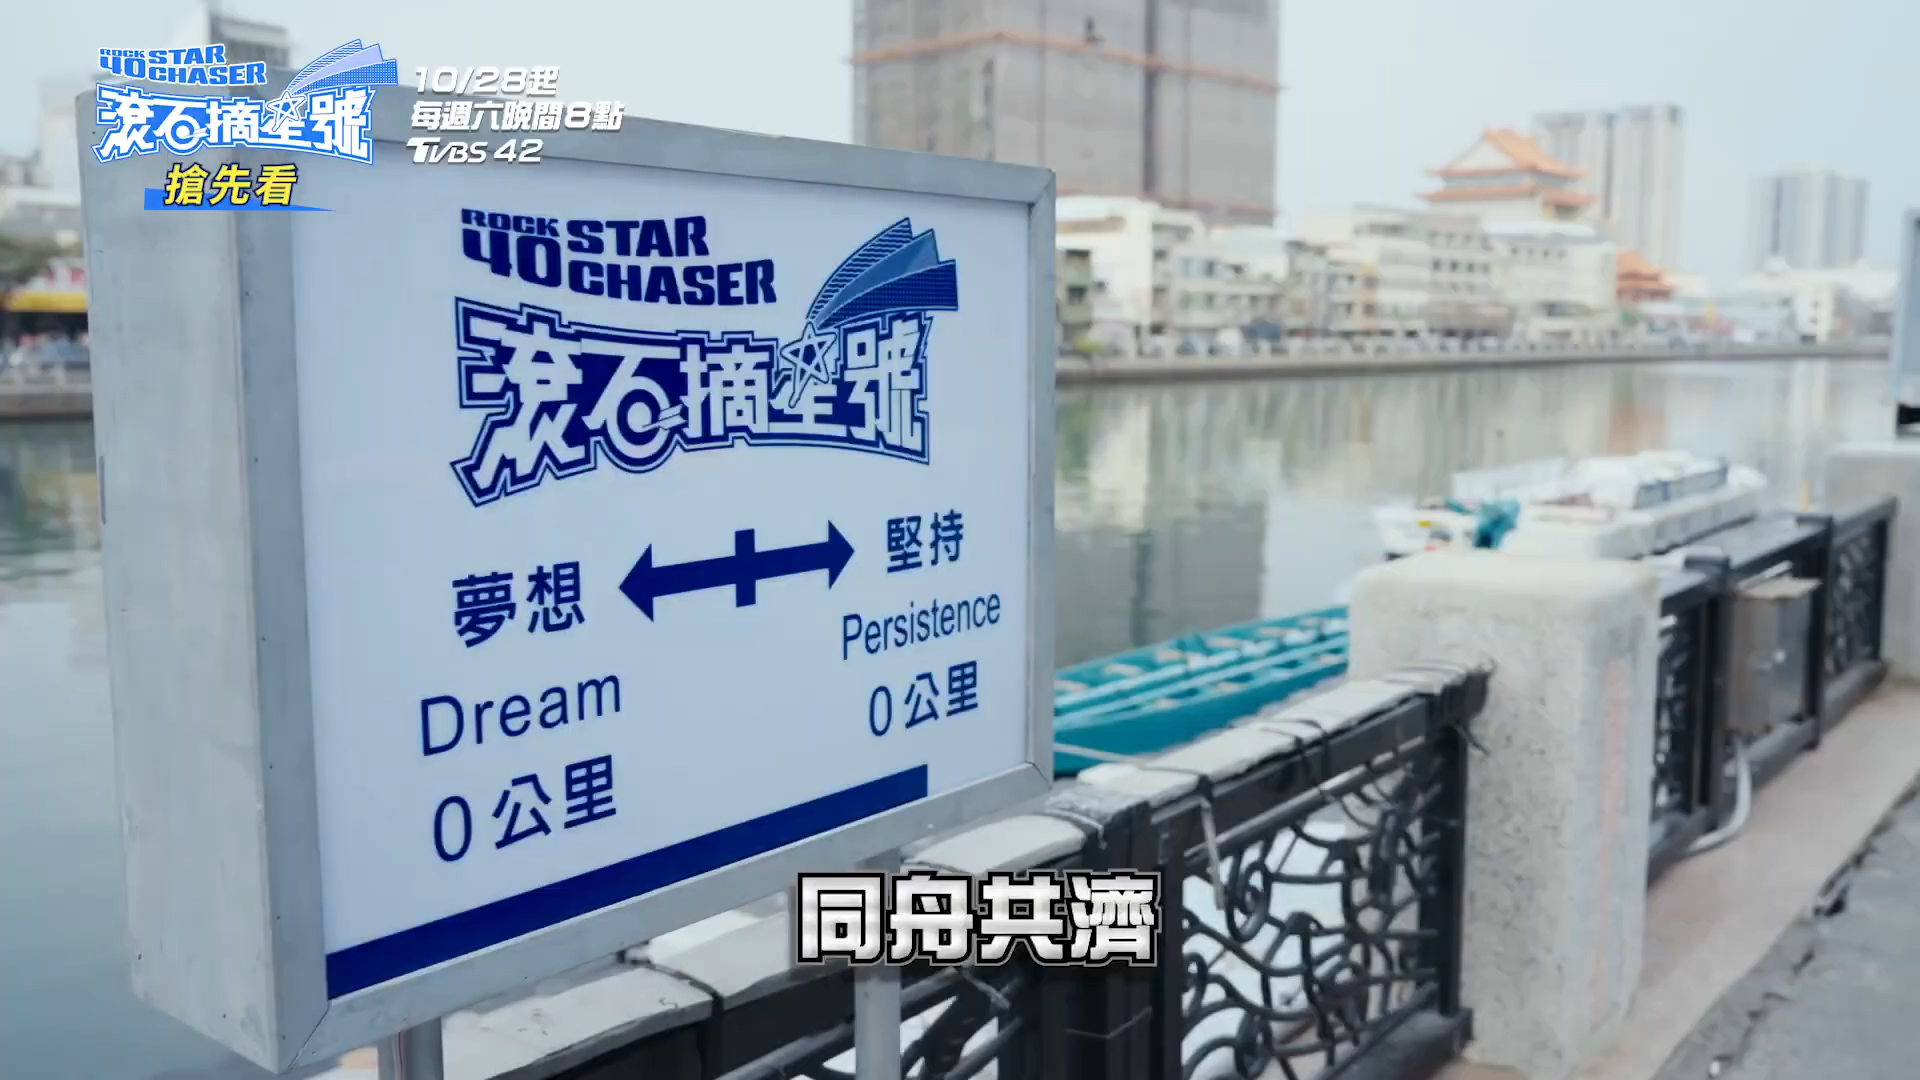 ROCK STAR
40 CHASER
滾石摘星號
搶先看
10/28起
每週六晚間8點
TVBS 42
ROCK STAR
40 CHASER
滾石摘星號
夢想
Dream
0公里
堅持
Persistence
0公里
同舟共濟